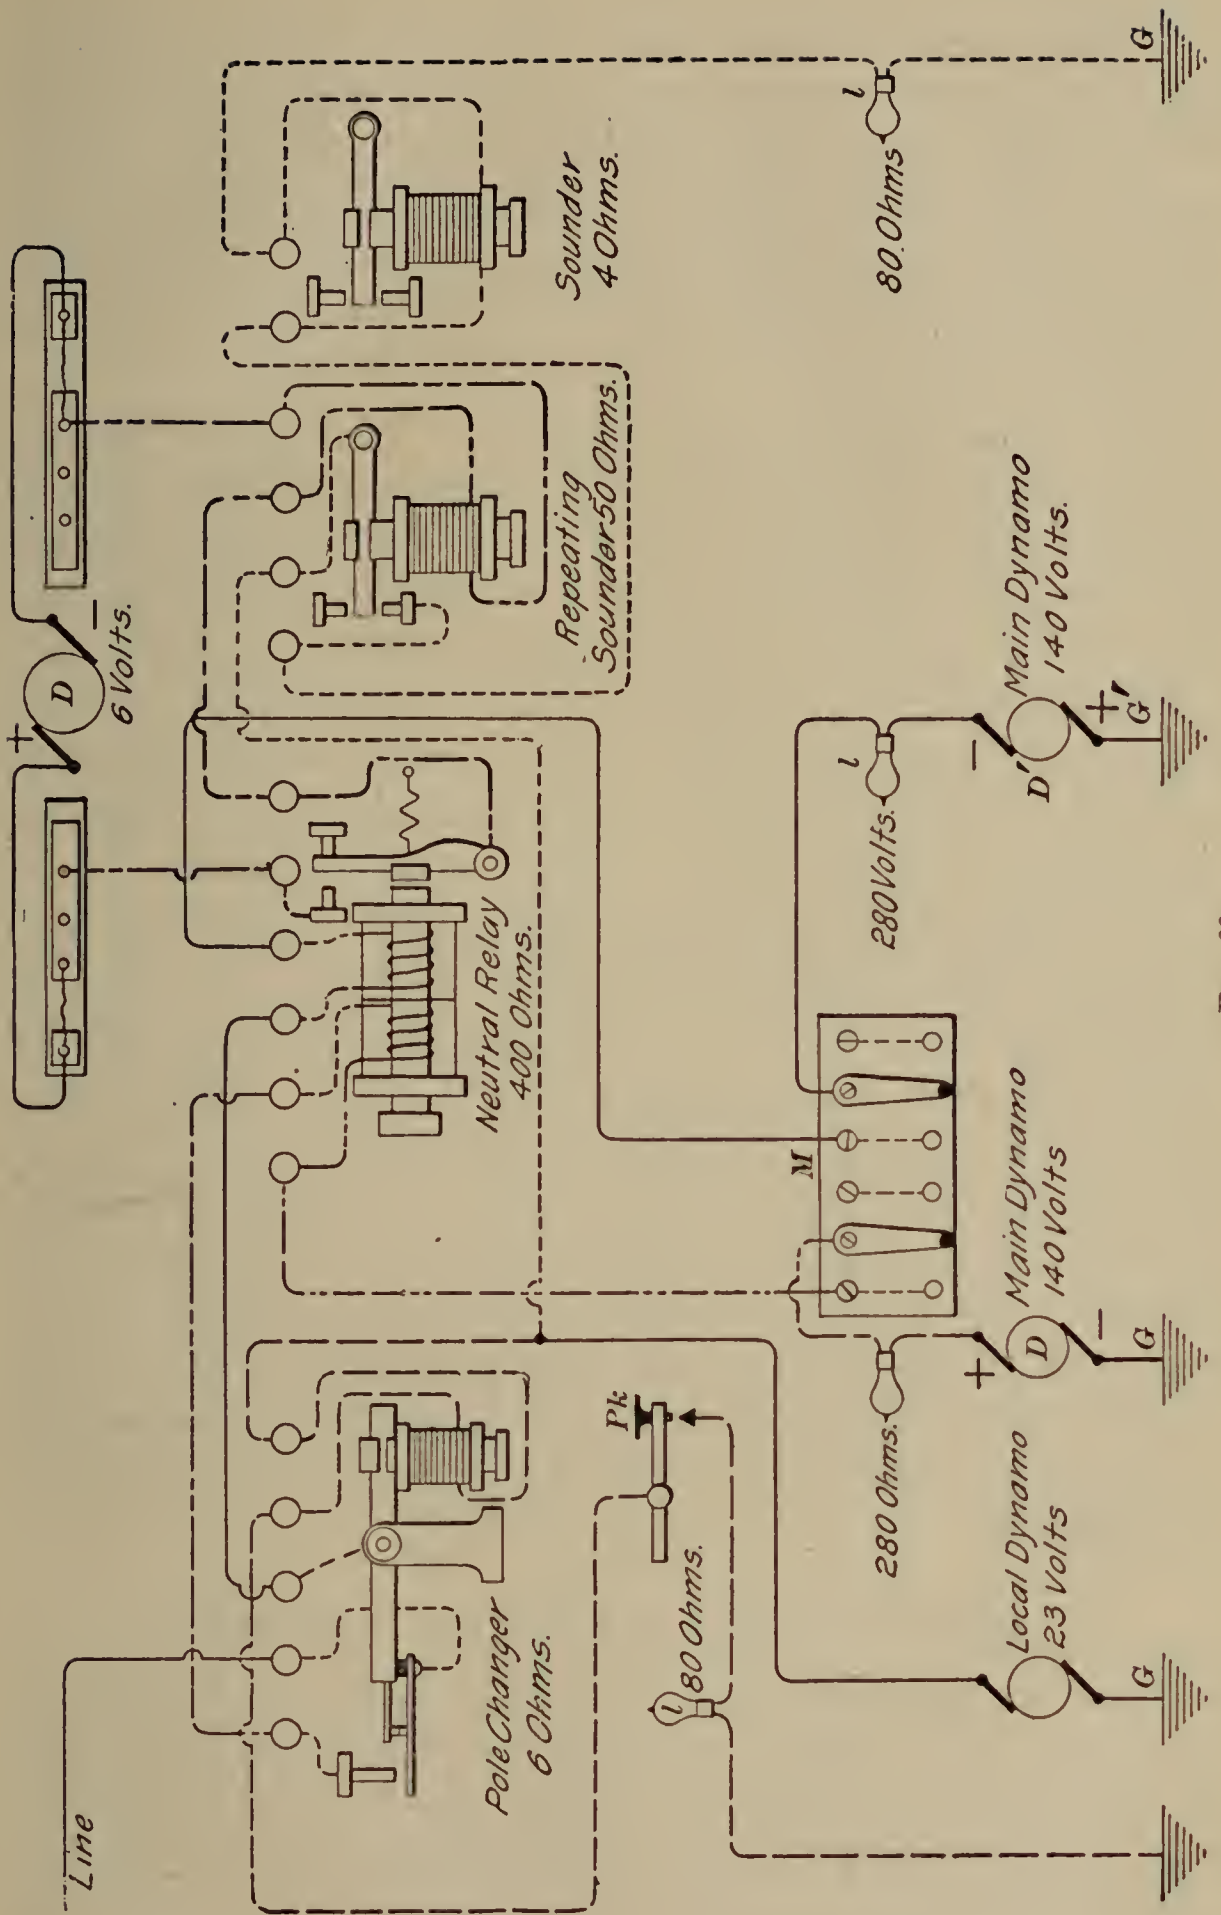 Line
+
D
−
6 Volts.
Pole Changer
6 Ohms.
Neutral Relay
400 Ohms.
Repeating
Sounder 50 Ohms.
Sounder
4 Ohms.
Pk
l
80 Ohms.
M
280 Ohms.
l
280 Volts.
l
80. Ohms
Local Dynamo
23 Volts
G
Main Dynamo
140 Volts
+
D
−
G
Main Dynamo
140 Volts.
−
D'
+
G'
G